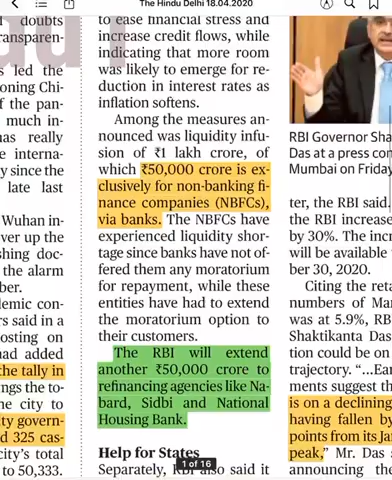 The Hindu Delhi 18.04.2020
doubts
ransparen-
s led the
oning Chi-
f the pan-
much in-
has really
e interna-
y since the
late last
Wuhan in-
ver up the
shing doc-
the alarm
ber.
demic con-
rs said in a
osting on
had added
the tally in
ngs the to-
he city to
ty govern-
d 325 cas-
city's total
to 50,333.
to ease financial stress and
increase credit flows, while
indicating that more room
was likely to emerge for re-
duction in interest rates as
inflation softens.
Among the measures an-
nounced was liquidity infu-
sion of ₹1 lakh crore, of
which ₹50,000 crore is ex-
clusively for non-banking fi-
nance companies (NBFCs),
via banks. The NBFCs have
experienced liquidity shor-
tage since banks have not of-
fered them any moratorium
for repayment, while these
entities have had to extend
the moratorium option to
their customers.
The RBI will extend
another ₹50,000 crore to
refinancing agencies like Na-
bard, Sidbi and National
Housing Bank.
Help for States
Separately, RBI also said it
1 of 16
RBI Governor Sha
Das at a press con
Mumbai on Friday
ter, the RBI said.
the RBI increase
by 30%. The incr
will be available
ber 30, 2020.
Citing the reta
numbers of Mar
was at 5.9%, RB
Shaktikanta Das
tion could be on
trajectory. “...Ear
ments suggest th
is on a declining
having fallen by
points from its Jan
peak,” Mr. Das s
announcing the